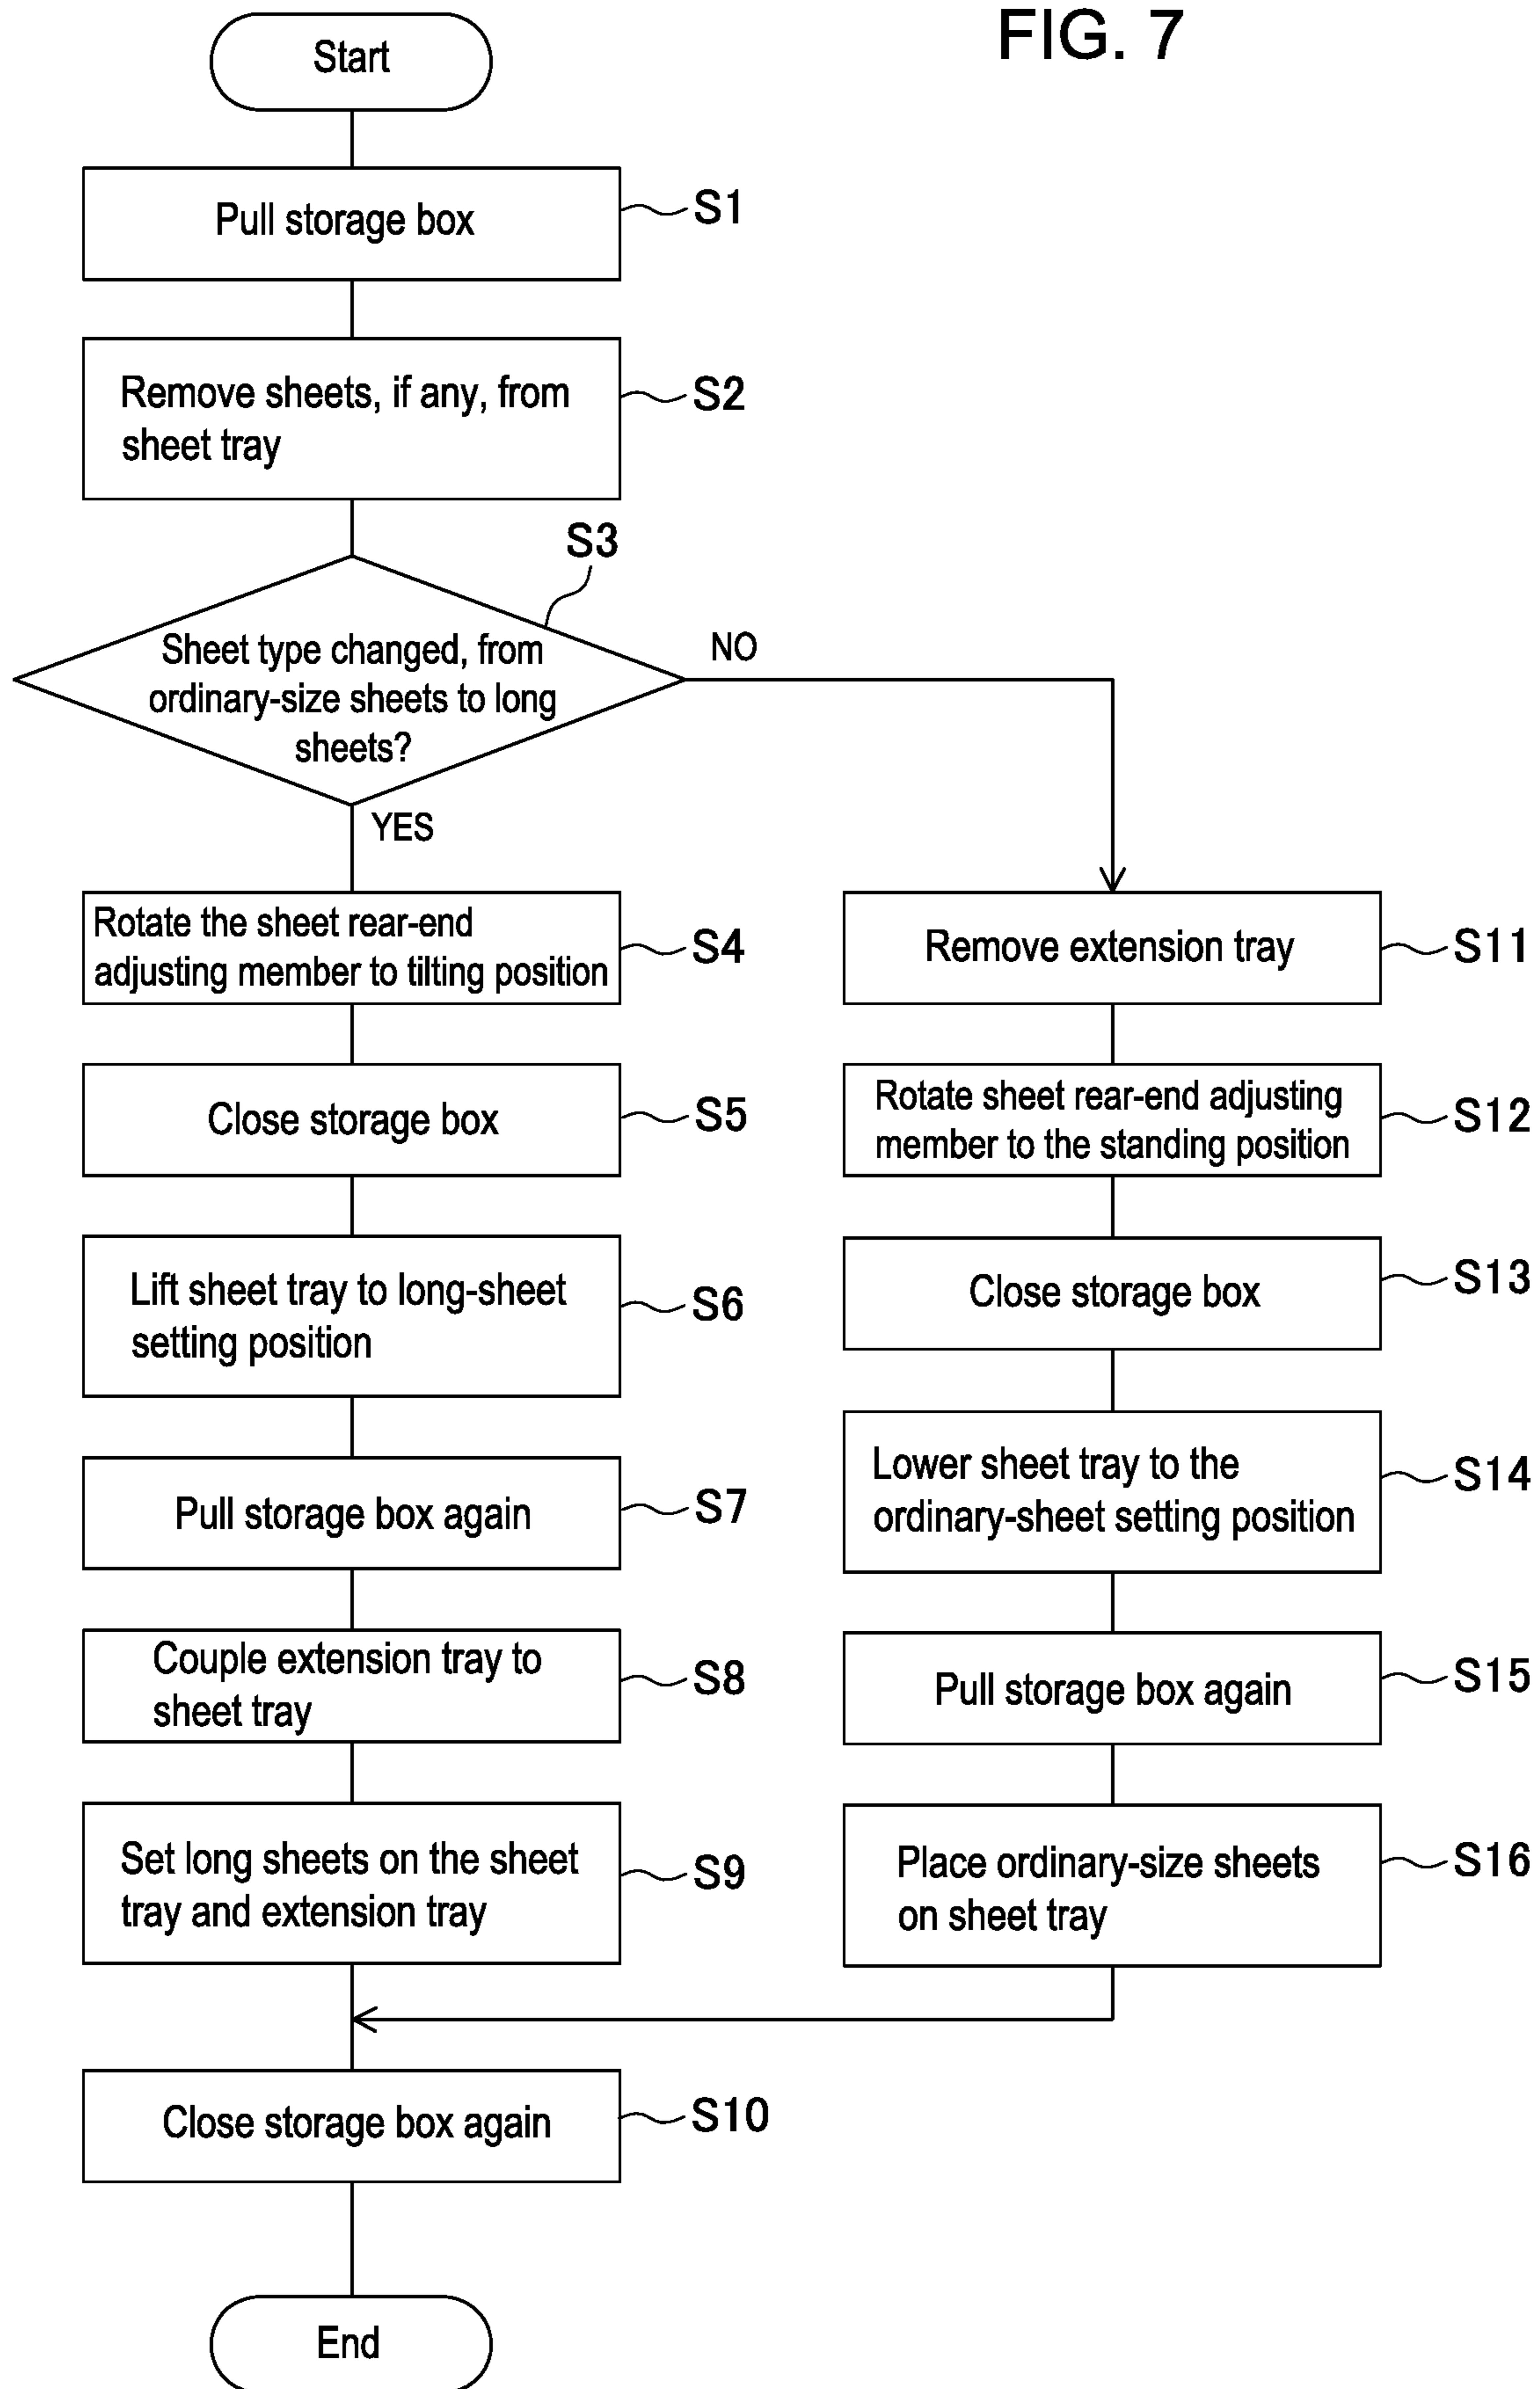 FIG. 7
Start
Pull storage box
S1
Remove sheets, if any, from
sheet tray
S2
S3
Sheet type changed, from
ordinary-size sheets to long
sheets?
NO
YES
Rotate the sheet rear-end
adjusting member to tilting position
S4
Close storage box
S5
Lift sheet tray to long-sheet
setting position
S6
Pull storage box again
S7
Couple extension tray to
sheet tray
S8
Set long sheets on the sheet
tray and extension tray
S9
Remove extension tray
S11
Rotate sheet rear-end adjusting
member to the standing position
S12
Close storage box
S13
Lower sheet tray to the
ordinary-sheet setting position
S14
Pull storage box again
S15
Place ordinary-size sheets
on sheet tray
S16
Close storage box again
S10
End